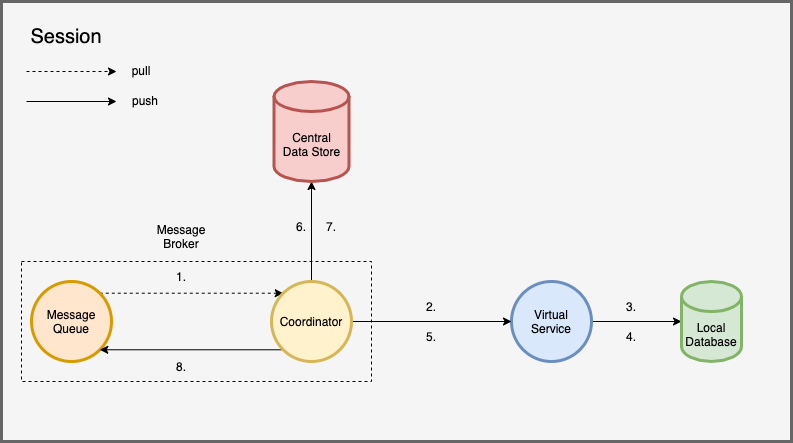 Session
pull
push
Central
Data Store
6.
7.
Message
Broker
1.
Message
Queue
Coordinator
8.
2.
5.
Virtual
Service
3.
4.
Local
Database